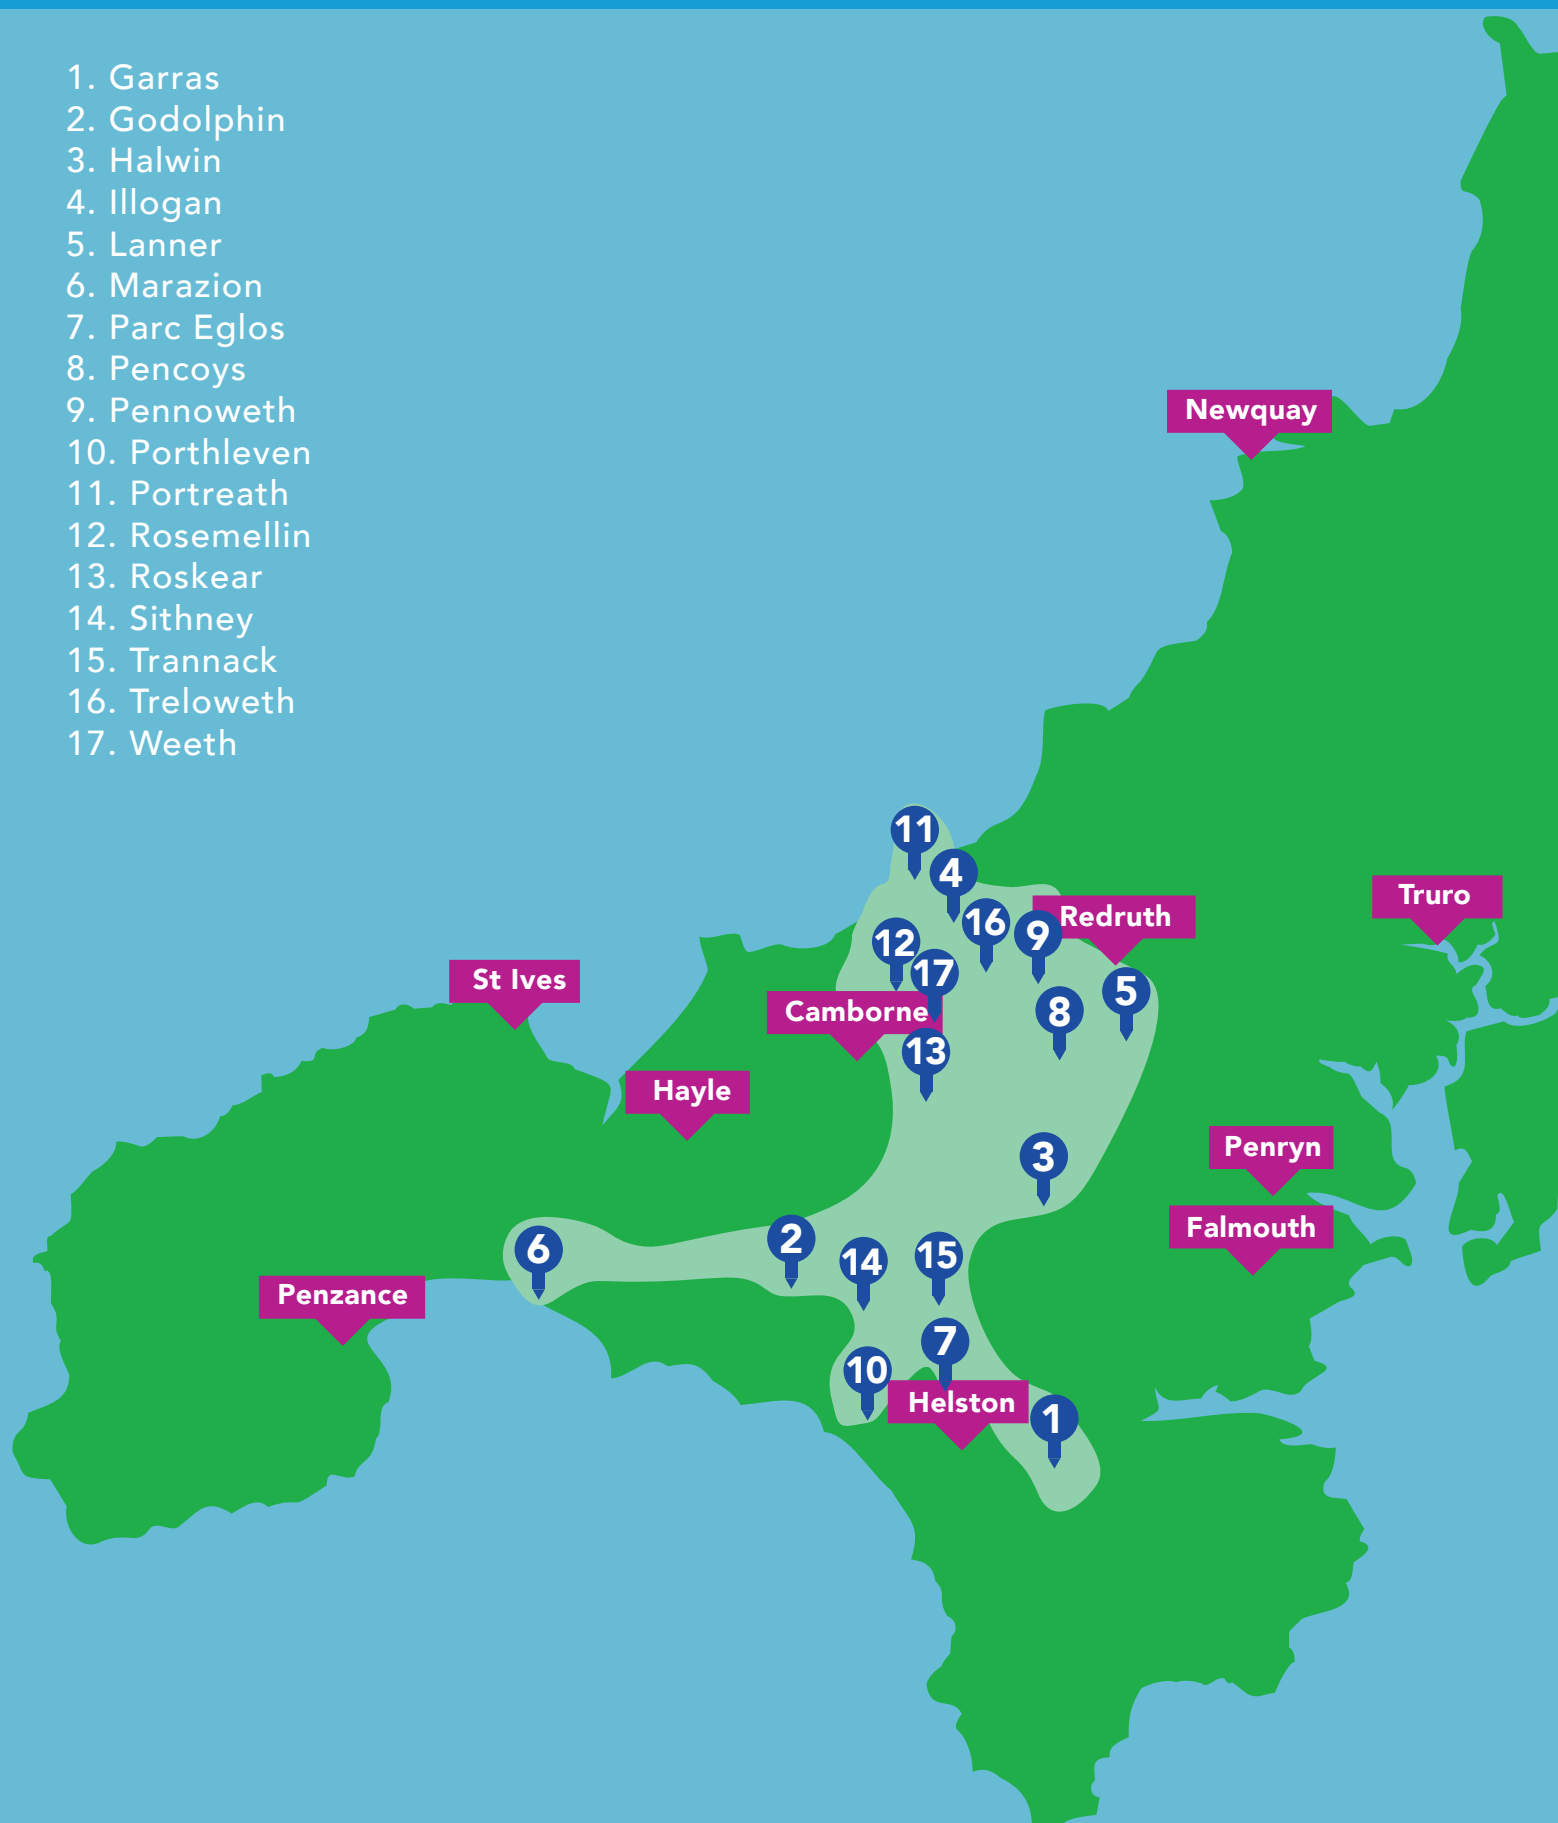 1. Garras
2. Godolphin
3. Halwin
4. Illogan
5. Lanner
6. Marazion
7. Parc Eglos
8. Pencoys
9. Pennoweth
10. Porthleven
11. Portreath
12. Rosemellin
13. Roskear
14. Sithney
15. Trannack
16. Treloweth
17. Weeth
Newquay
11
4
Truro
16
9
Redruth
12
17
St Ives
5
Camborne
8
13
Hayle
Penryn
3
Falmouth
2
6
14
15
Penzance
7
10
Helston
1